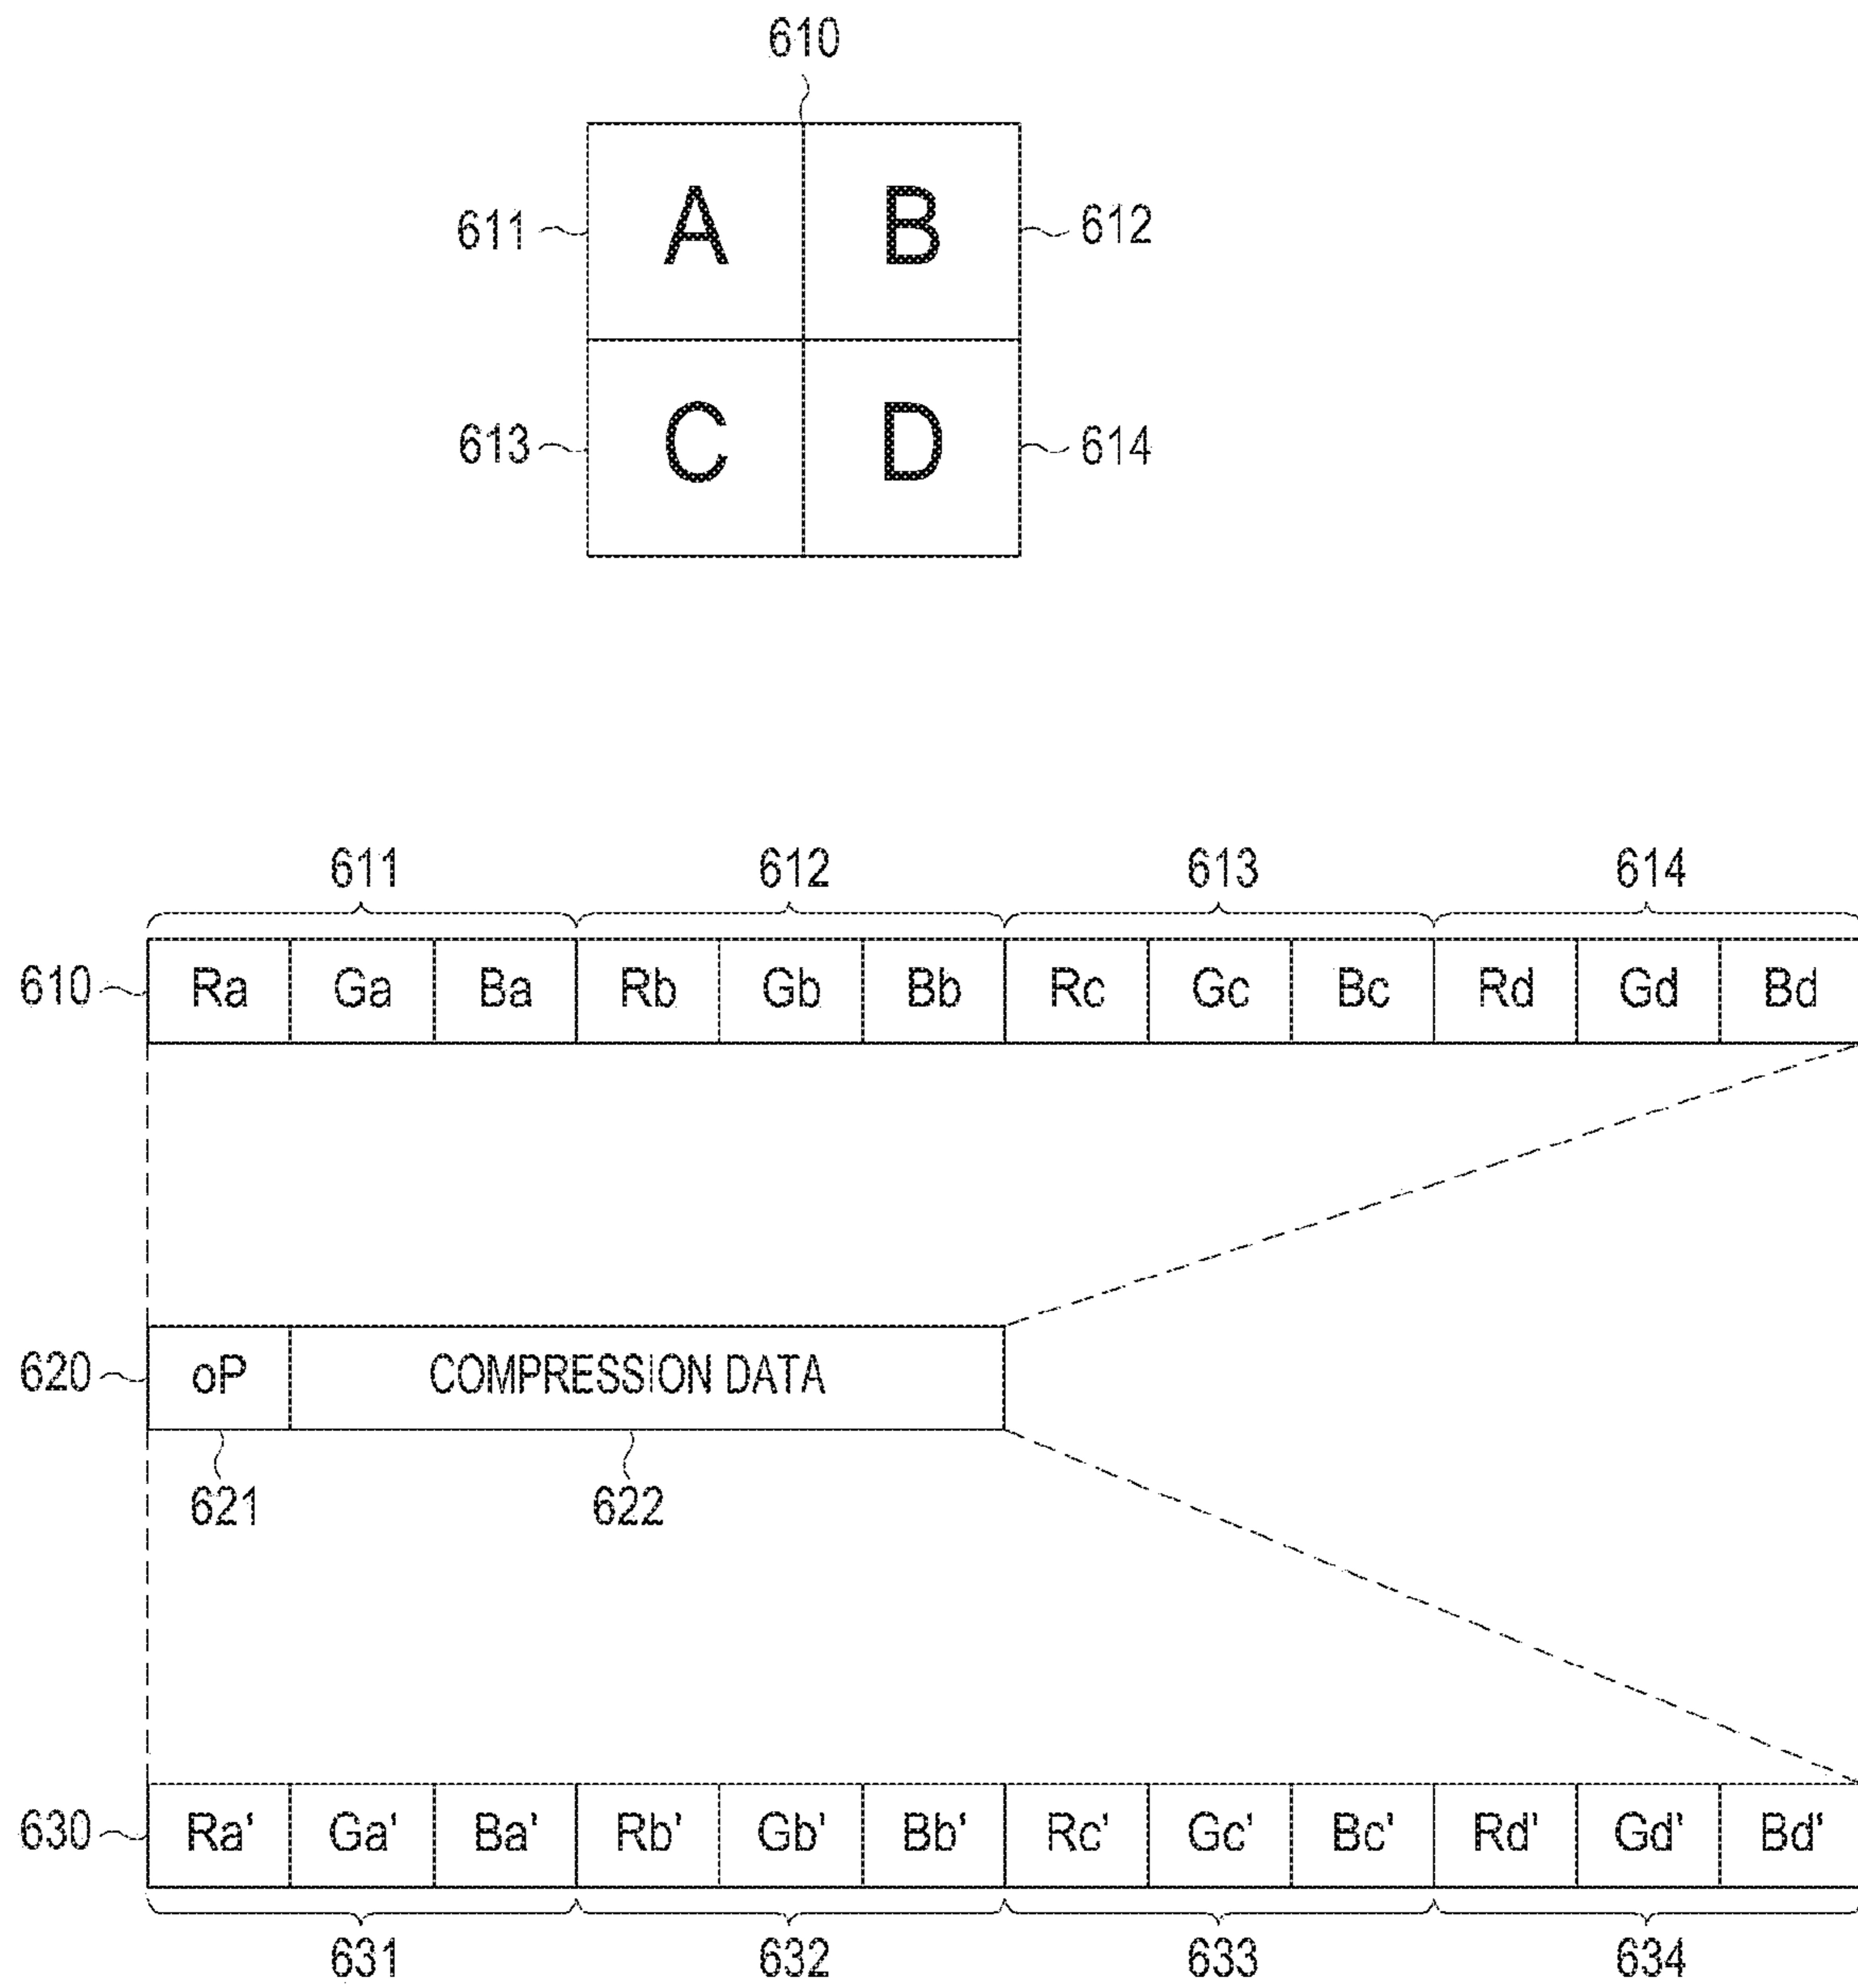 610
611 A B 612
613 C D 614
611 612 613 614
610 Ra Ga Ba Rb Gb Bb Rc Gc Bc Rd Gd Bd
620 oP COMPRESSION DATA
621 622
630 Ra' Ga' Ba' Rb' Gb' Bb' Rc' Gc' Bc' Rd' Gd' Bd'
631 632 633 634